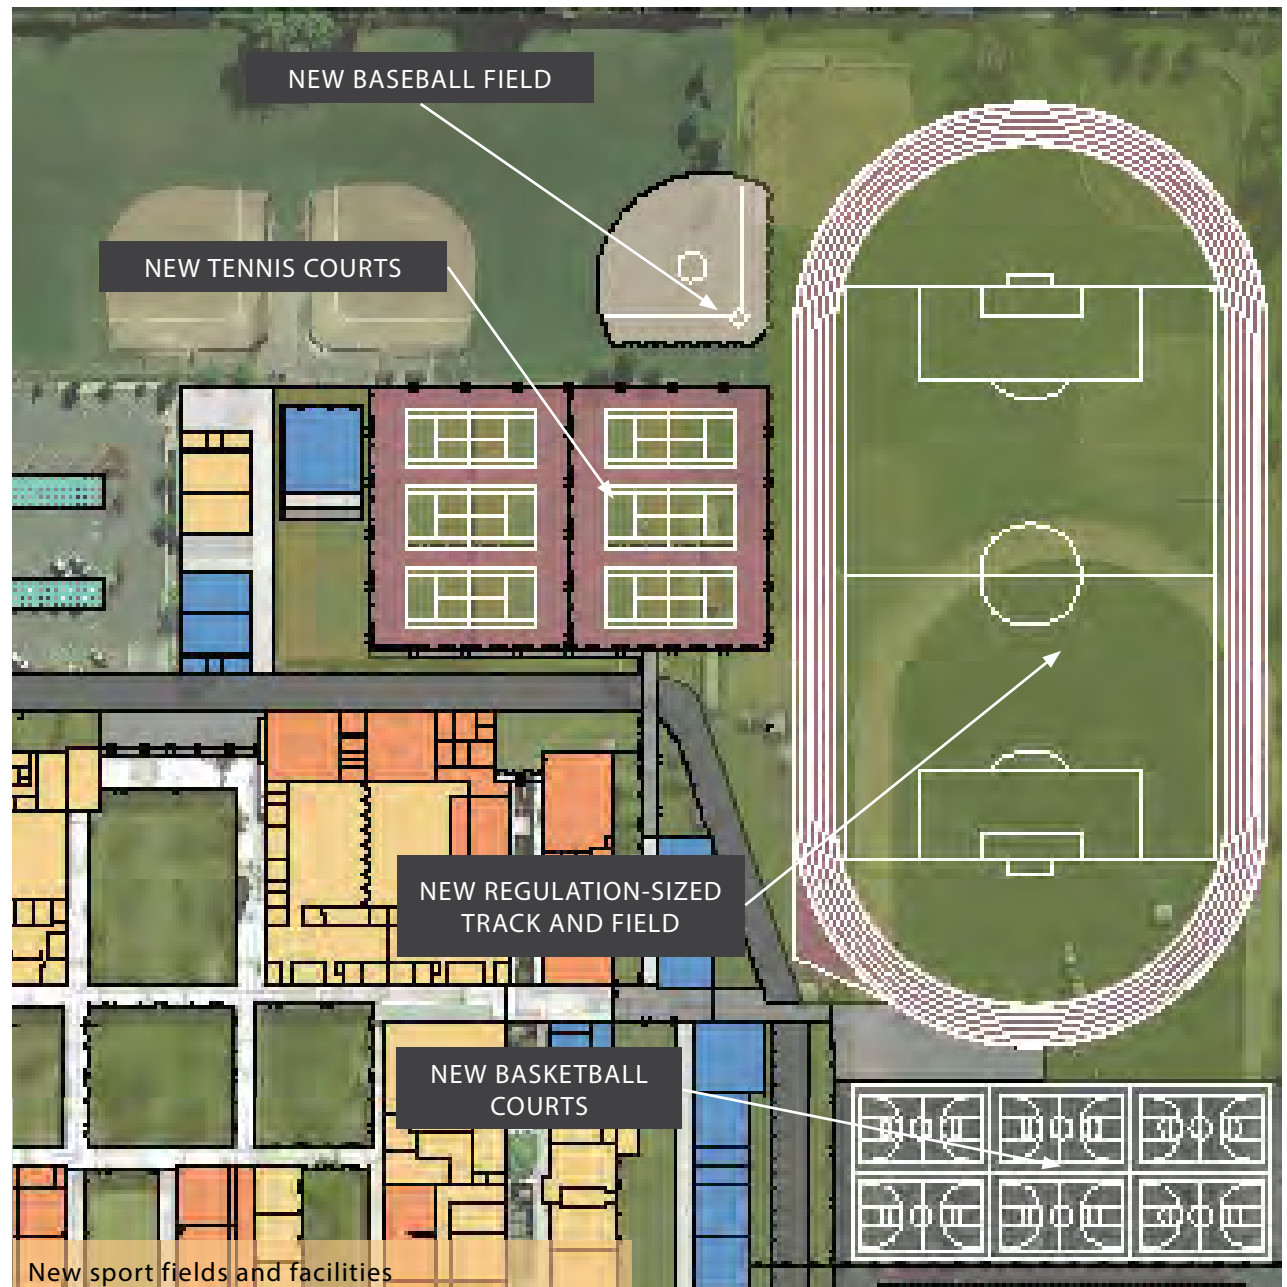 NEW BASEBALL FIELD
NEW TENNIS COURTS
NEW REGULATION-SIZED
TRACK AND FIELD
NEW BASKETBALL
COURTS
New sport fields and facilities